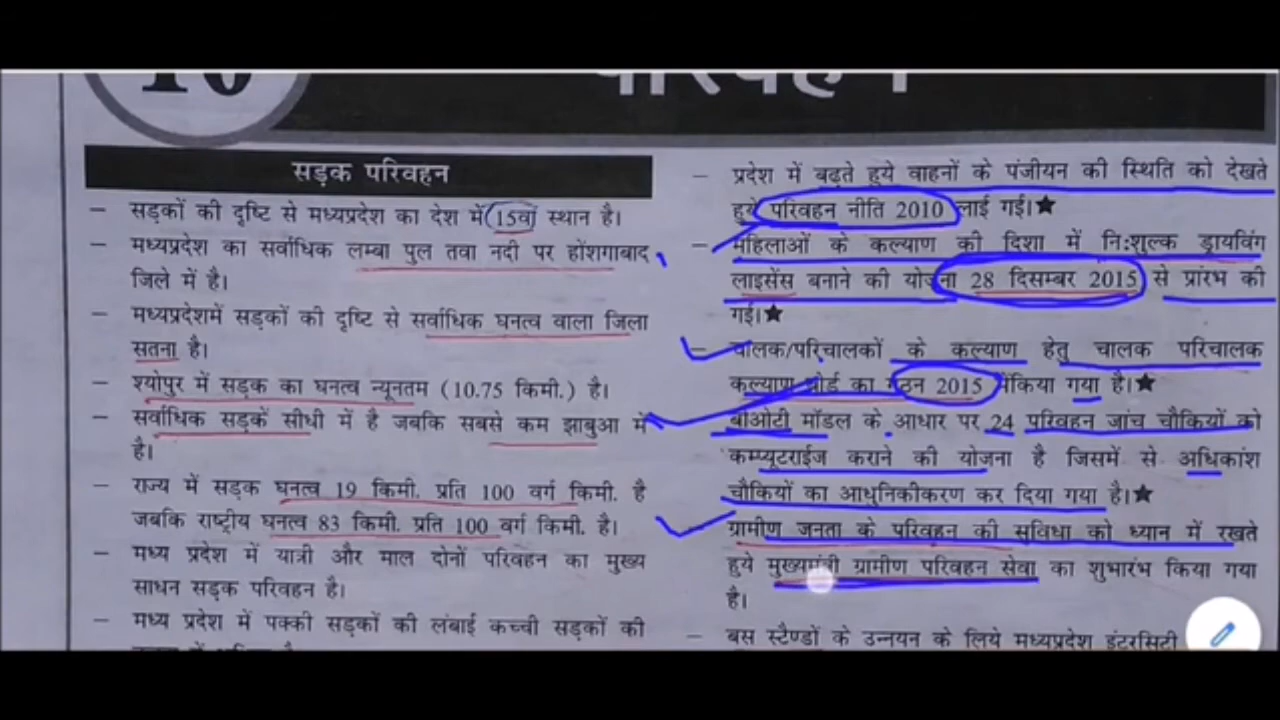 10
परिवहन
सड़क परिवहन
– सड़कों की दृष्टि से मध्यप्रदेश का देश में 15वां स्थान है।
– मध्यप्रदेश का सर्वाधिक लम्बा पुल तवा नदी पर होंशगाबाद
जिले में है।
– मध्यप्रदेशमें सड़कों की दृष्टि से सर्वाधिक घनत्व वाला जिला
सतना है।
– श्योपुर में सड़क का घनत्व न्यूनतम (10.75 किमी.) है।
– सर्वाधिक सड़कें सीधी में है जबकि सबसे कम झाबुआ में
है।
– राज्य में सड़क घनत्व 19 किमी. प्रति 100 वर्ग किमी. है
जबकि राष्ट्रीय घनत्व 83 किमी. प्रति 100 वर्ग किमी. है।
– मध्य प्रदेश में यात्री और माल दोनों परिवहन का मुख्य
साधन सड़क परिवहन है।
– मध्य प्रदेश में पक्की सड़कों की लंबाई कच्ची सड़कों की
– प्रदेश में बढ़ते हुये वाहनों के पंजीयन की स्थिति को देखते
हुये परिवहन नीति 2010 लाई गई।★
– महिलाओं के कल्याण की दिशा में नि:शुल्क ड्रायविंग
लाइसेंस बनाने की योजना 28 दिसम्बर 2015 से प्रांरभ की
गई।★
– चालक/परिचालकों के कल्याण हेतु चालक परिचालक
कल्याण बोर्ड का गठन 2015 में किया गया है।★
बीओटी मॉडल के आधार पर 24 परिवहन जांच चौकियों को
कम्प्यूटराईज कराने की योजना है जिसमें से अधिकांश
चौकियों का आधुनिकीकरण कर दिया गया है।★
ग्रामीण जनता के परिवहन की सुविधा को ध्यान में रखते
हुये मुख्यमंत्री ग्रामीण परिवहन सेवा का शुभारंभ किया गया
है।
– बस स्टैण्डों के उन्नयन के लिये मध्यप्रदेश इंटरसिटी